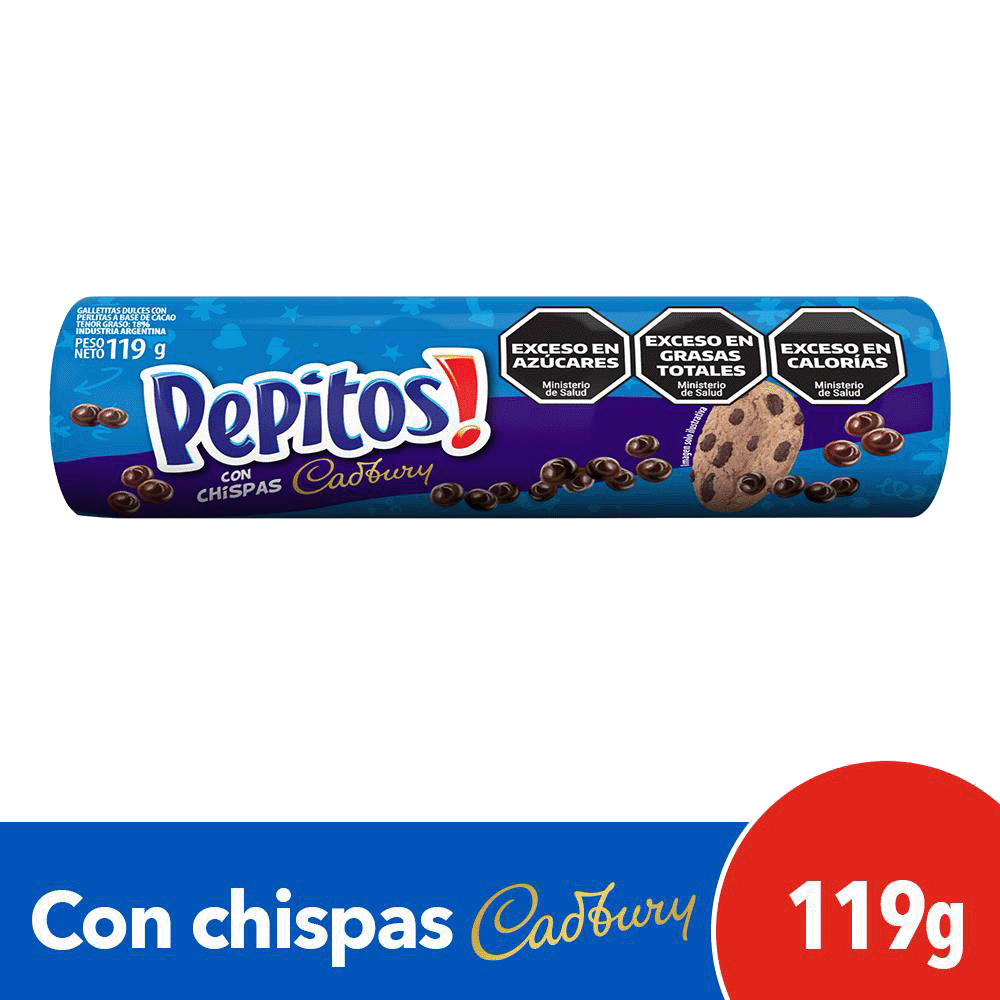 GALLETITAS DULCES CON
PERLITAS A BASE DE CACAO
TENOR GRASO: 18%
INDUSTRIA ARGENTINA
PESO
NETO 119 g
Pepitos!
CON
CHISPAS Cadbury
EXCESO EN
AZÚCARES
Ministerio
de Salud
EXCESO EN
GRASAS
TOTALES
Ministerio
de Salud
EXCESO EN
CALORÍAS
Ministerio
de Salud
Imagen solo ilustrativa
Con chispas Cadbury
119g